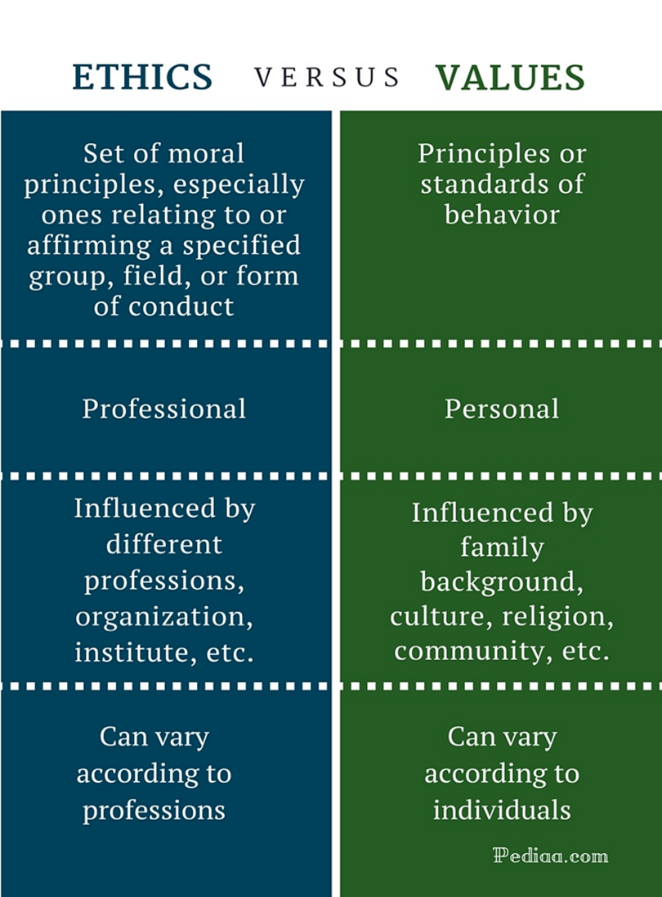 ETHICS VERSUS VALUES
Set of moral
principles, especially
ones relating to or
affirming a specified
group, field, or form
of conduct
Principles or
standards of
behavior
Professional
Personal
Influenced by
different
professions,
organization,
institute, etc.
Influenced by
family
background,
culture, religion,
community, etc.
Can vary
according to
professions
Can vary
according to
individuals
Pediaa.com